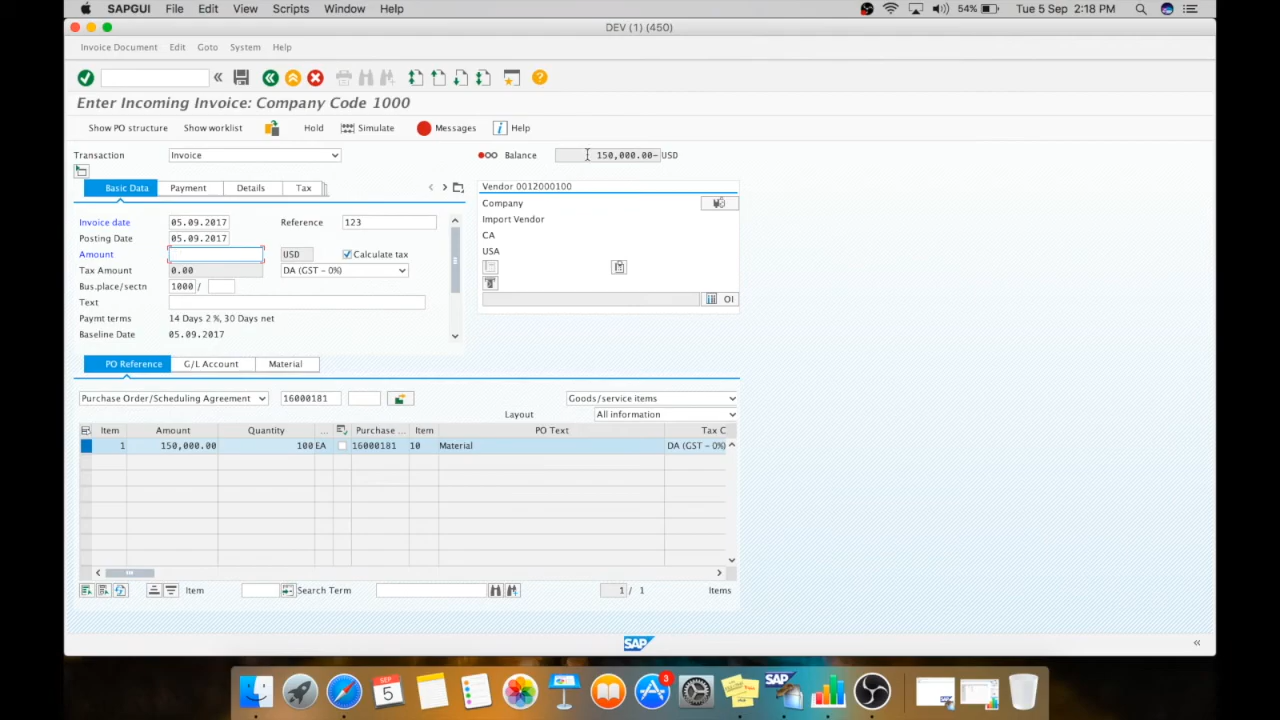 SAPGUI File Edit View Scripts Window Help 54% Tue 5 Sep 2:18 PM
DEV (1) (450)
Invoice Document Edit Goto System Help
Enter Incoming Invoice: Company Code 1000
Show PO structure Show worklist Hold Simulate Messages Help
Transaction Invoice Balance 150,000.00- USD
Basic Data Payment Details Tax
Vendor 0012000100
Company
Invoice date 05.09.2017 Reference 123
Import Vendor
Posting Date 05.09.2017
CA
Amount USD Calculate tax
USA
Tax Amount 0.00 DA (GST - 0%)
Bus.place/sectn 1000 /
Text
OI
Paymt terms 14 Days 2 %, 30 Days net
Baseline Date 05.09.2017
PO Reference G/L Account Material
Purchase Order/Scheduling Agreement 16000181 Goods/service items
Layout All information
Item Amount Quantity ... Purchase ... Item PO Text Tax C
1 150,000.00 100 EA 16000181 10 Material DA (GST - 0%)
Item Search Term 1 / 1 Items
SAP
SEP
5
3
SAP